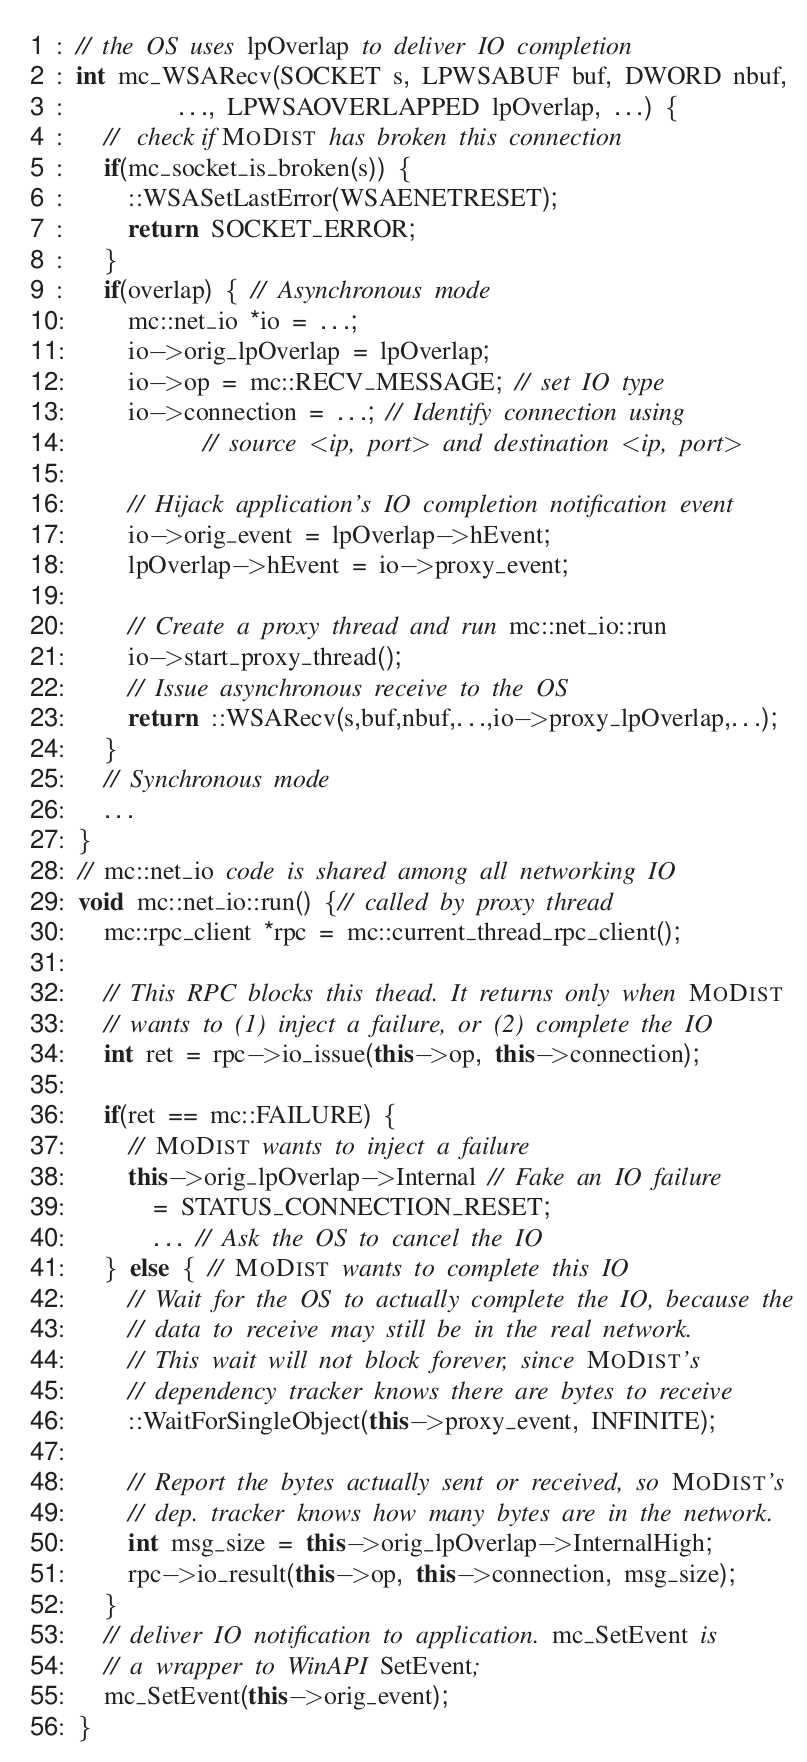 1 : // the OS uses lpOverlap to deliver IO completion
2 : int mc_WSARecv(SOCKET s, LPWSABUF buf, DWORD nbuf,
3 : ..., LPWSAOVERLAPPED lpOverlap, ...) {
4 : // check if MODIST has broken this connection
5 : if(mc_socket_is_broken(s)) {
6 : ::WSASetLastError(WSAENETRESET);
7 : return SOCKET_ERROR;
8 : }
9 : if(overlap) { // Asynchronous mode
10: mc::net_io *io = ...;
11: io−>orig_lpOverlap = lpOverlap;
12: io−>op = mc::RECV_MESSAGE; // set IO type
13: io−>connection = ...; // Identify connection using
14: // source <ip, port> and destination <ip, port>
15:
16: // Hijack application's IO completion notification event
17: io−>orig_event = lpOverlap−>hEvent;
18: lpOverlap−>hEvent = io−>proxy_event;
19:
20: // Create a proxy thread and run mc::net_io::run
21: io−>start_proxy_thread();
22: // Issue asynchronous receive to the OS
23: return ::WSARecv(s,buf,nbuf,...,io−>proxy_lpOverlap,...);
24: }
25: // Synchronous mode
26: ...
27: }
28: // mc::net_io code is shared among all networking IO
29: void mc::net_io::run() {// called by proxy thread
30: mc::rpc_client *rpc = mc::current_thread_rpc_client();
31:
32: // This RPC blocks this thead. It returns only when MODIST
33: // wants to (1) inject a failure, or (2) complete the IO
34: int ret = rpc−>io_issue(this−>op, this−>connection);
35:
36: if(ret == mc::FAILURE) {
37: // MODIST wants to inject a failure
38: this−>orig_lpOverlap−>Internal // Fake an IO failure
39: = STATUS_CONNECTION_RESET;
40: ... // Ask the OS to cancel the IO
41: } else { // MODIST wants to complete this IO
42: // Wait for the OS to actually complete the IO, because the
43: // data to receive may still be in the real network.
44: // This wait will not block forever, since MODIST's
45: // dependency tracker knows there are bytes to receive
46: ::WaitForSingleObject(this−>proxy_event, INFINITE);
47:
48: // Report the bytes actually sent or received, so MODIST's
49: // dep. tracker knows how many bytes are in the network.
50: int msg_size = this−>orig_lpOverlap−>InternalHigh;
51: rpc−>io_result(this−>op, this−>connection, msg_size);
52: }
53: // deliver IO notification to application. mc_SetEvent is
54: // a wrapper to WinAPI SetEvent;
55: mc_SetEvent(this−>orig_event);
56: }